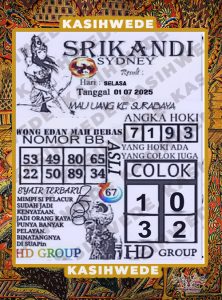 KASIHWEDE
SRIKANDI
SYDNEY
Result :
Hari : SELASA
Tanggal 01 07 2025
MALI UANG KE SURABAYA
WONG EDAN MAH BEBAS
NOMOR BB
53 49 80 65
22 50 89 34
ASLI
ANGKA HOKI
7 1 9 3
YANG HOKI ADA
YANG COLOK JUGA
COLOK
1 0
3 2
SYAIR TERBARU
67
MIMPI SI PELACUR
SUDAH JADI
KENYATAAN.
JADI ORANG KAYA
PUNYA BANYAK
PELAYAN.
BINATANGNYA
DI SUAPIN
HD GROUP
HD GROUP
KASIHWEDE